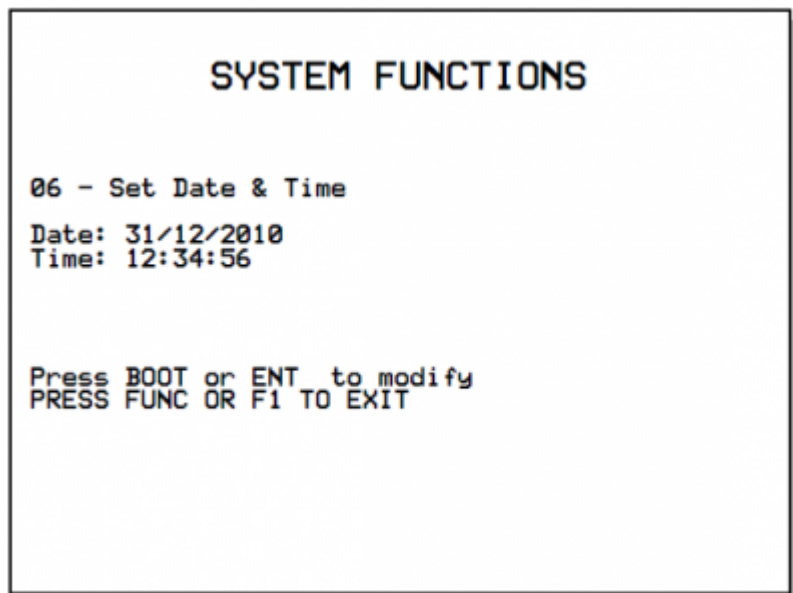 SYSTEM FUNCTIONS
06 - Set Date & Time
Date: 31/12/2010
Time: 12:34:56
Press BOOT or ENT  to modify
PRESS FUNC OR F1 TO EXIT